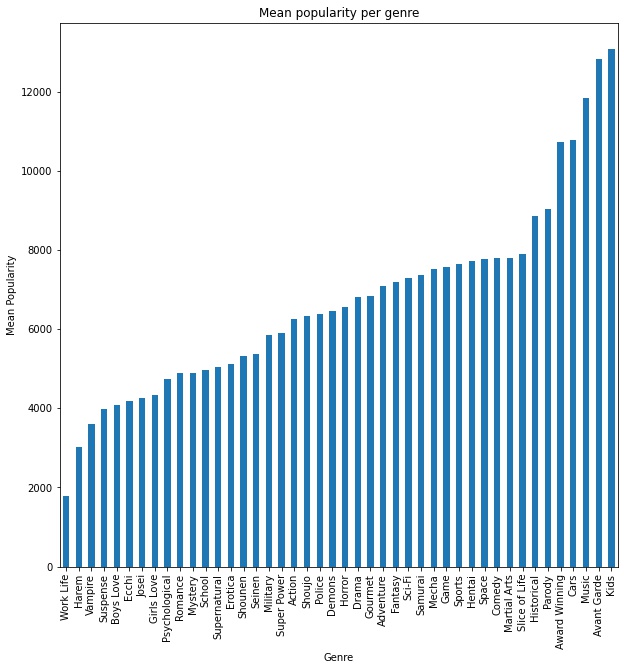 Mean popularity per genre
Mean Popularity
12000
10000
8000
6000
4000
2000
0
Work Life
Harem
Vampire
Suspense
Boys Love
Ecchi
Josei
Girls Love
Psychological
Romance
Mystery
School
Supernatural
Erotica
Shounen
Seinen
Military
Super Power
Action
Shoujo
Police
Demons
Horror
Drama
Gourmet
Adventure
Fantasy
Sci-Fi
Samurai
Mecha
Game
Sports
Hentai
Space
Comedy
Martial Arts
Slice of Life
Historical
Parody
Award Winning
Cars
Music
Avant Garde
Kids
Genre